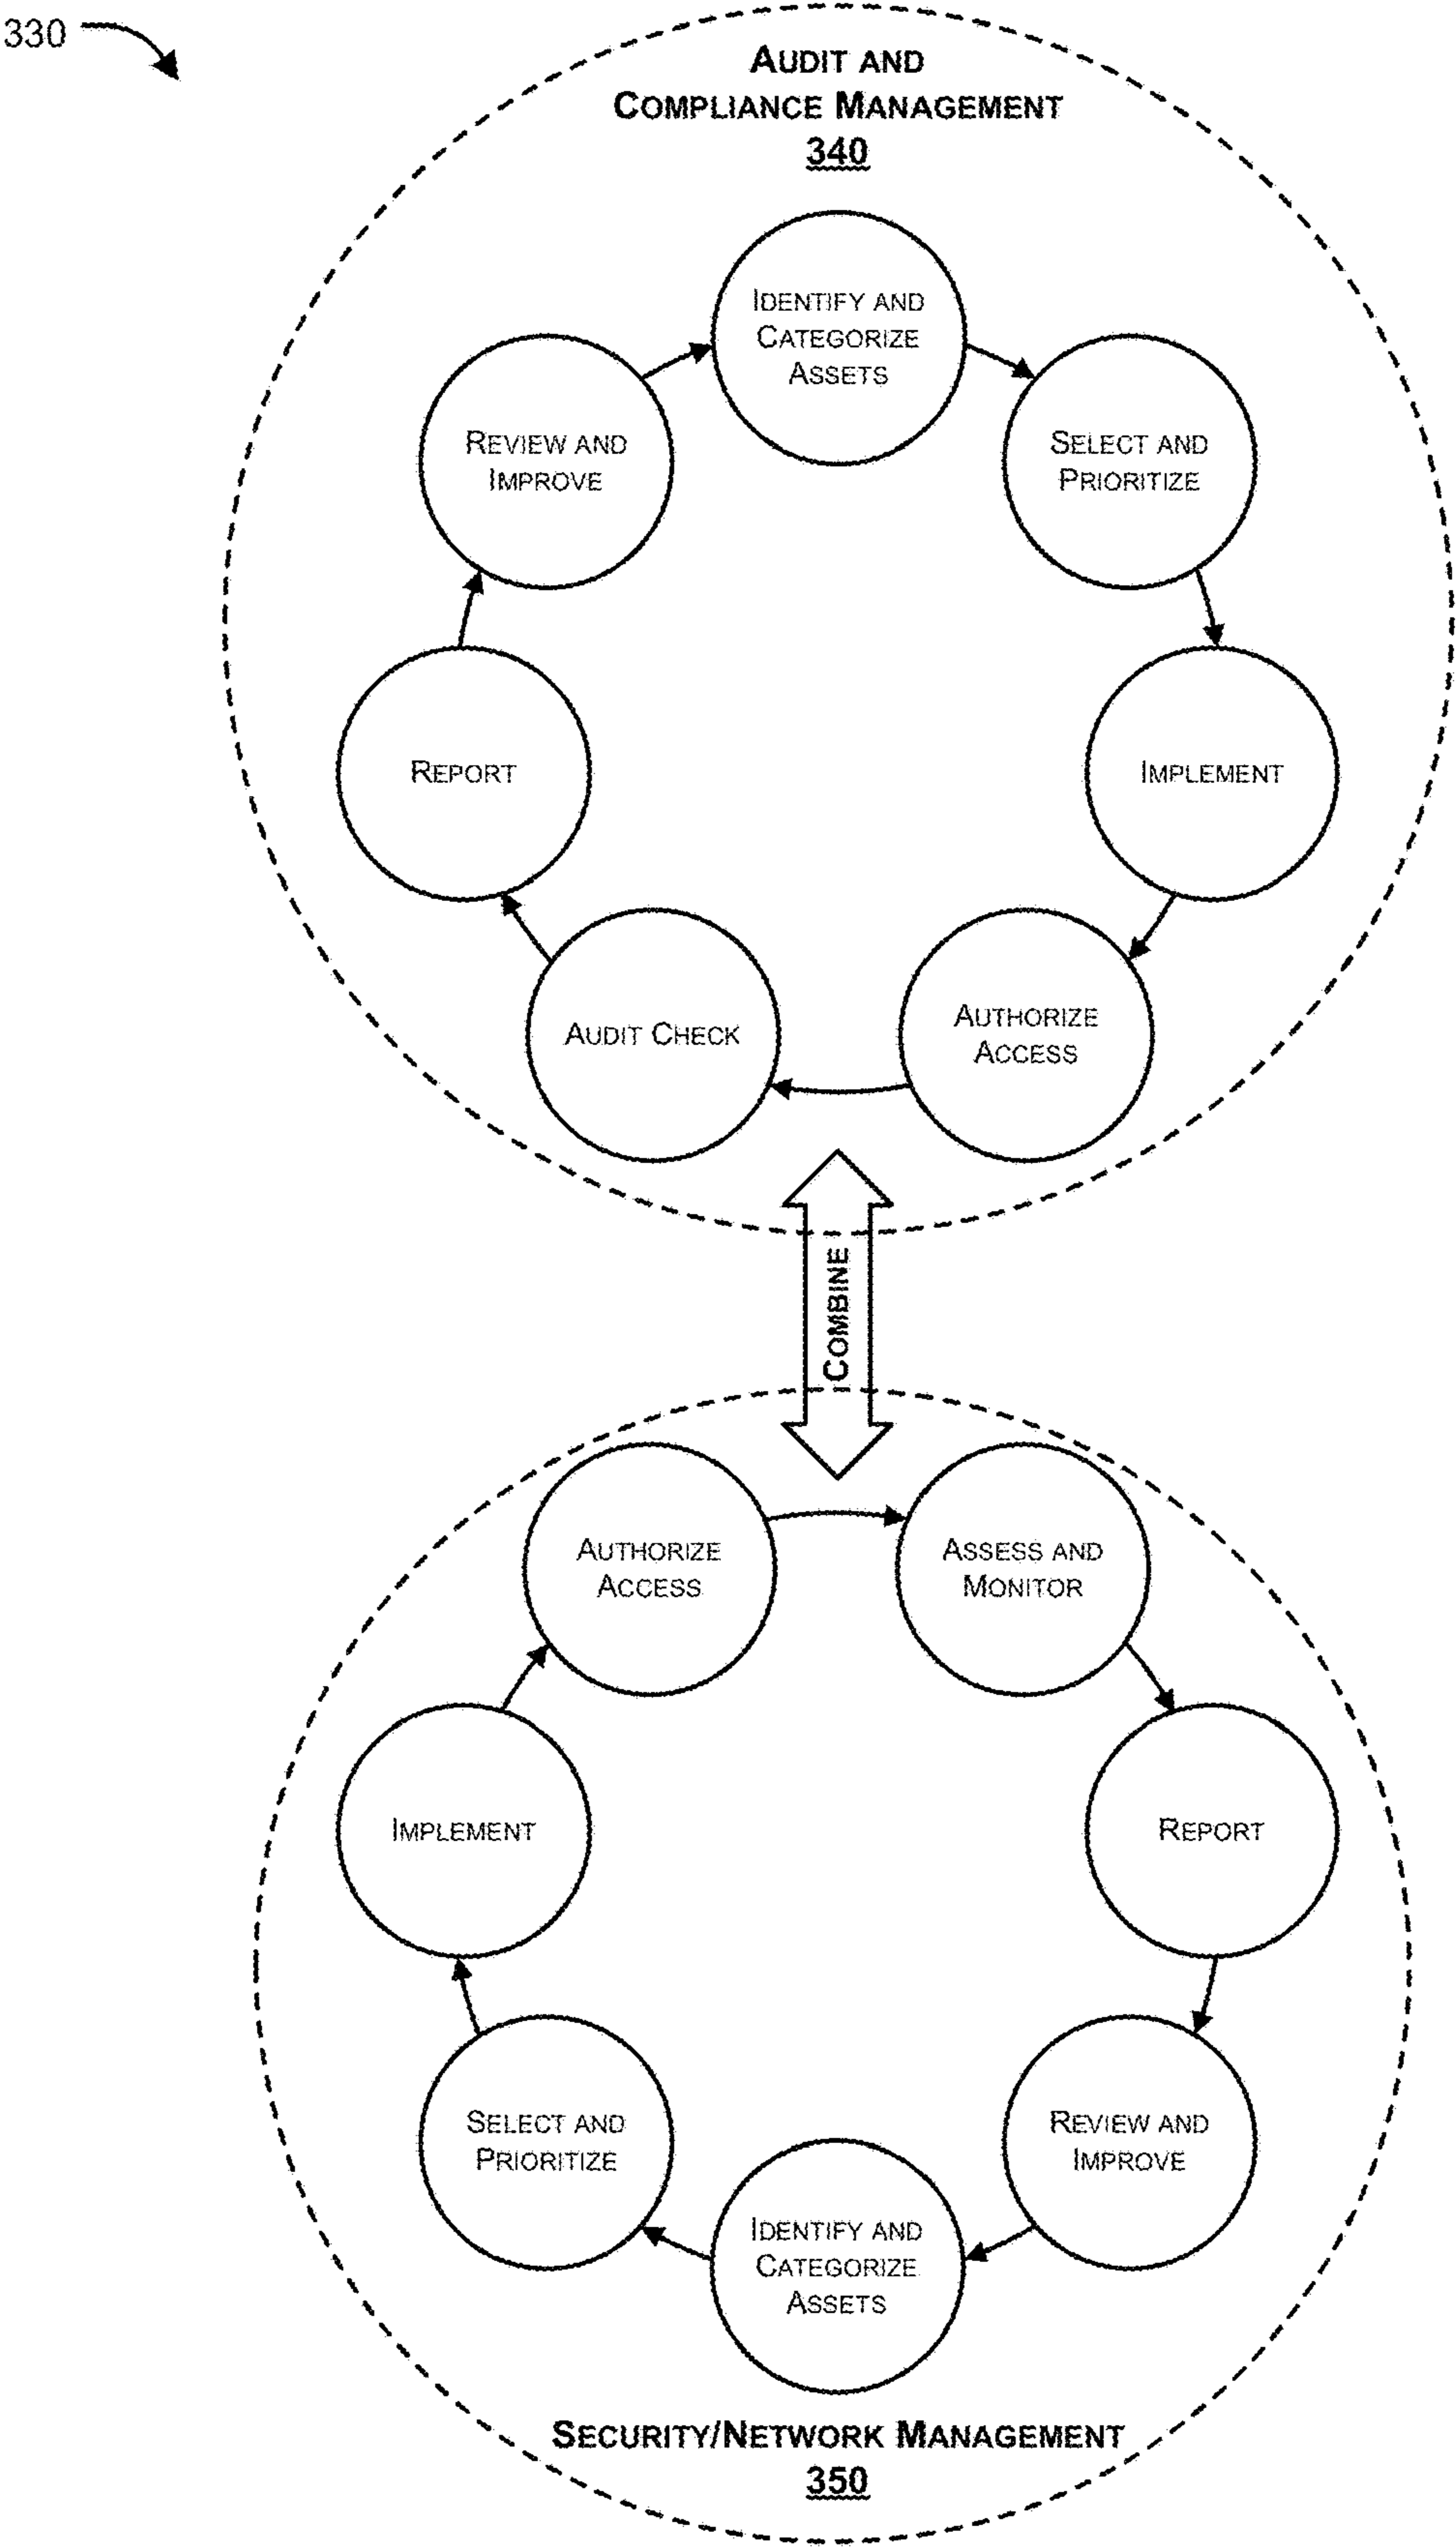 330
AUDIT AND
COMPLIANCE MANAGEMENT
340
IDENTIFY AND
CATEGORIZE
ASSETS
REVIEW AND
IMPROVE
SELECT AND
PRIORITIZE
REPORT
IMPLEMENT
AUDIT CHECK
AUTHORIZE
ACCESS
COMBINE
AUTHORIZE
ACCESS
ASSESS AND
MONITOR
IMPLEMENT
REPORT
SELECT AND
PRIORITIZE
REVIEW AND
IMPROVE
IDENTIFY AND
CATEGORIZE
ASSETS
SECURITY/NETWORK MANAGEMENT
350